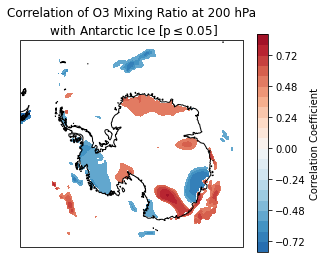 Correlation of O3 Mixing Ratio at 200 hPa
with Antarctic Ice [p ≤ 0.05]
0.72
0.48
0.24
0.00
−0.24
−0.48
−0.72
Correlation Coefficient